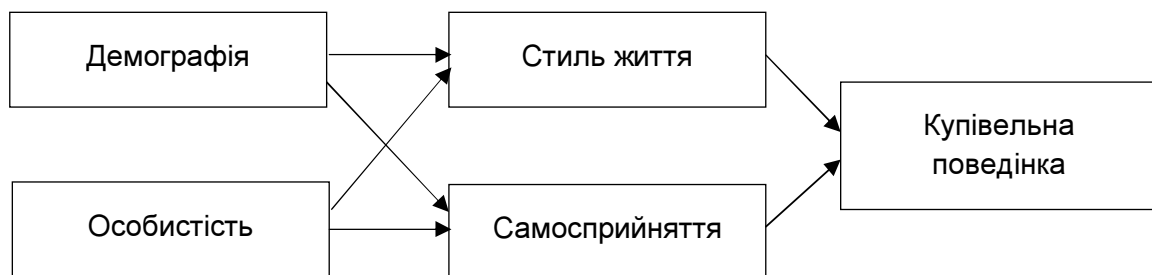 Демографія
Стиль життя
Купівельна
поведінка
Особистість
Самосприйняття